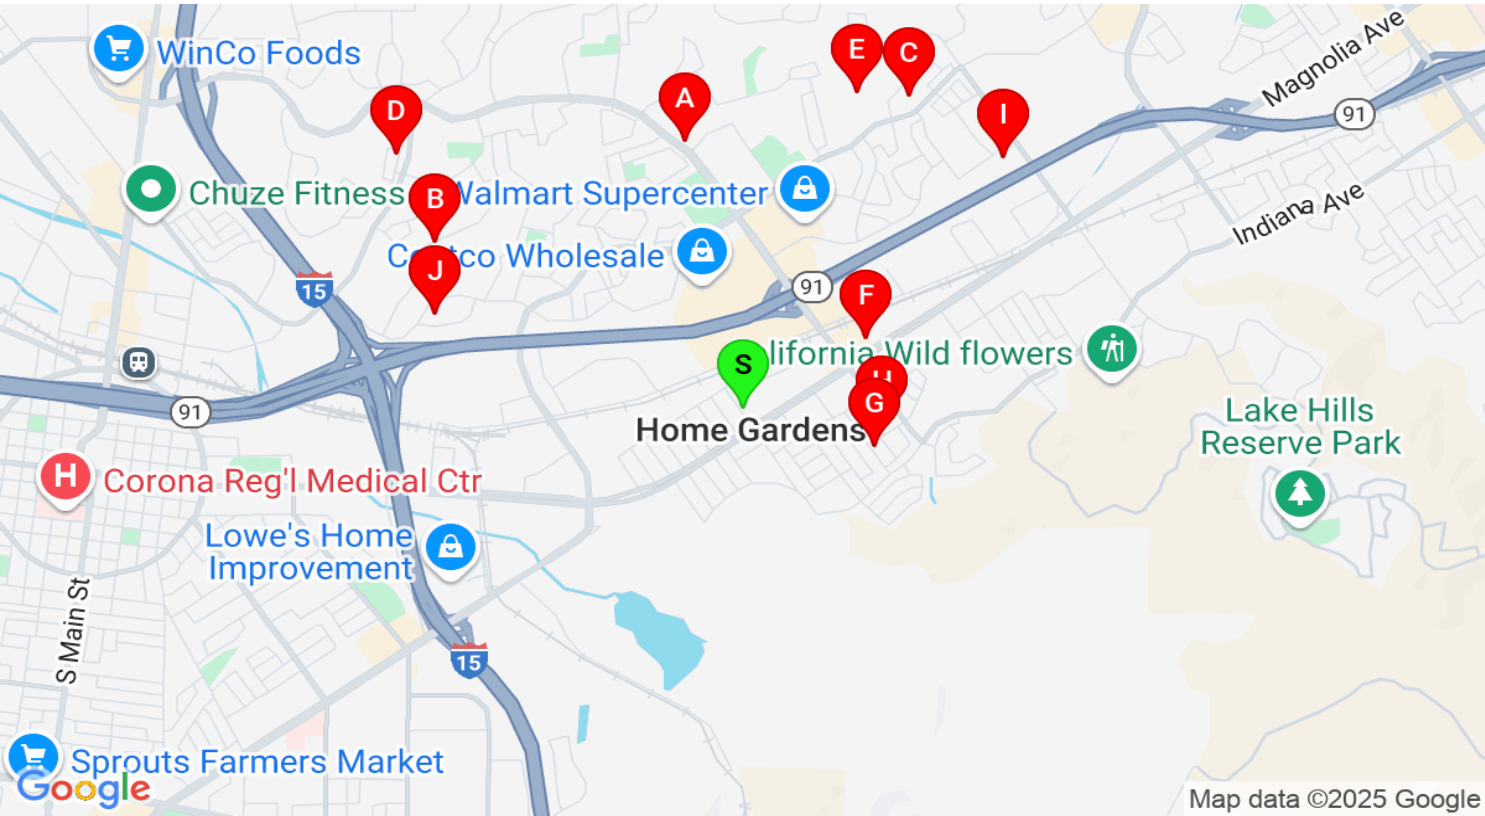 Magnolia Ave
E
C
WinCo Foods
A
D
I
91
Chuze Fitness
B
Walmart Supercenter
Indiana Ave
Costco Wholesale
J
15
91
F
S
lifornia Wild flowers
H
G
91
Home Gardens
Lake Hills
Reserve Park
H
Corona Reg'l Medical Ctr
Lowe's Home
Improvement
S Main St
15
Sprouts Farmers Market
Google
Map data ©2025 Google